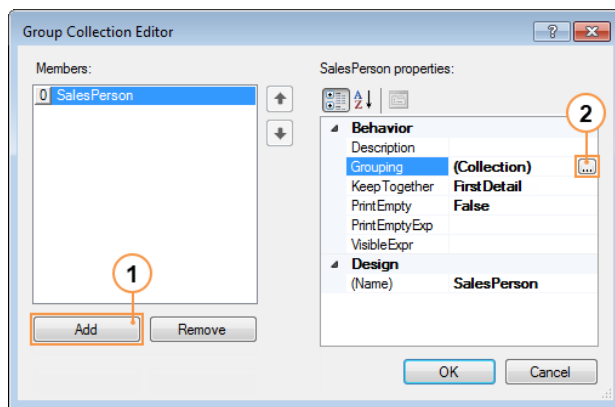 Group Collection Editor
Members:
0 SalesPerson
1
Add
Remove
SalesPerson properties:
2
Behavior
Description
Grouping (Collection) ...
KeepTogether FirstDetail
PrintEmpty False
PrintEmptyExp
VisibleExpr
Design
(Name) SalesPerson
OK
Cancel